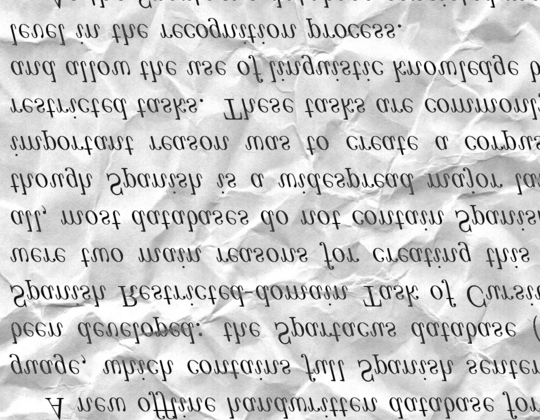 A new offline handwritten database for
guage, which contains full Spanish senten
been developed: the Spartacus database (
Spanish Restricted-domain Task of Cursi
were two main reasons for creating this
all, most databases do not contain Spanis
though Spanish is a widespread major la
important reason was to create a corpus
restricted tasks. These tasks are commonly
and allow the use of linguistic knowledge b
level in the recognition process.